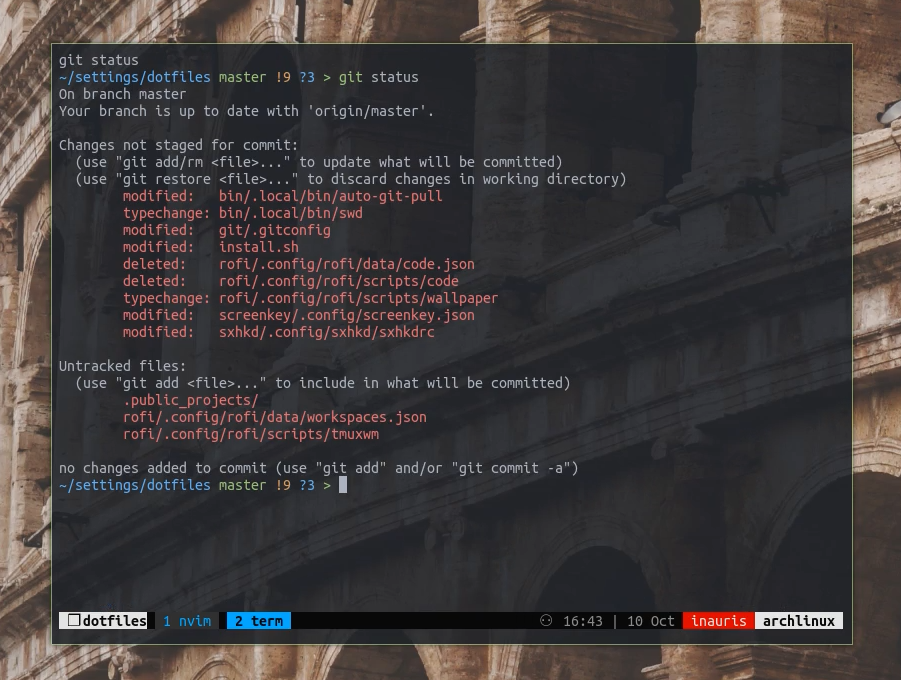 git status
~/settings/dotfiles master !9 ?3 > git status
On branch master
Your branch is up to date with 'origin/master'.
Changes not staged for commit:
  (use "git add/rm <file>..." to update what will be committed)
  (use "git restore <file>..." to discard changes in working directory)
        modified:   bin/.local/bin/auto-git-pull
        typechange: bin/.local/bin/swd
        modified:   git/.gitconfig
        modified:   install.sh
        deleted:    rofi/.config/rofi/data/code.json
        deleted:    rofi/.config/rofi/scripts/code
        typechange: rofi/.config/rofi/scripts/wallpaper
        modified:   screenkey/.config/screenkey.json
        modified:   sxhkd/.config/sxhkd/sxhkdrc
Untracked files:
  (use "git add <file>..." to include in what will be committed)
        .public_projects/
        rofi/.config/rofi/data/workspaces.json
        rofi/.config/rofi/scripts/tmuxwm
no changes added to commit (use "git add" and/or "git commit -a")
~/settings/dotfiles master !9 ?3 >
dotfiles 1 nvim 2 term 16:43 | 10 Oct inauris archlinux